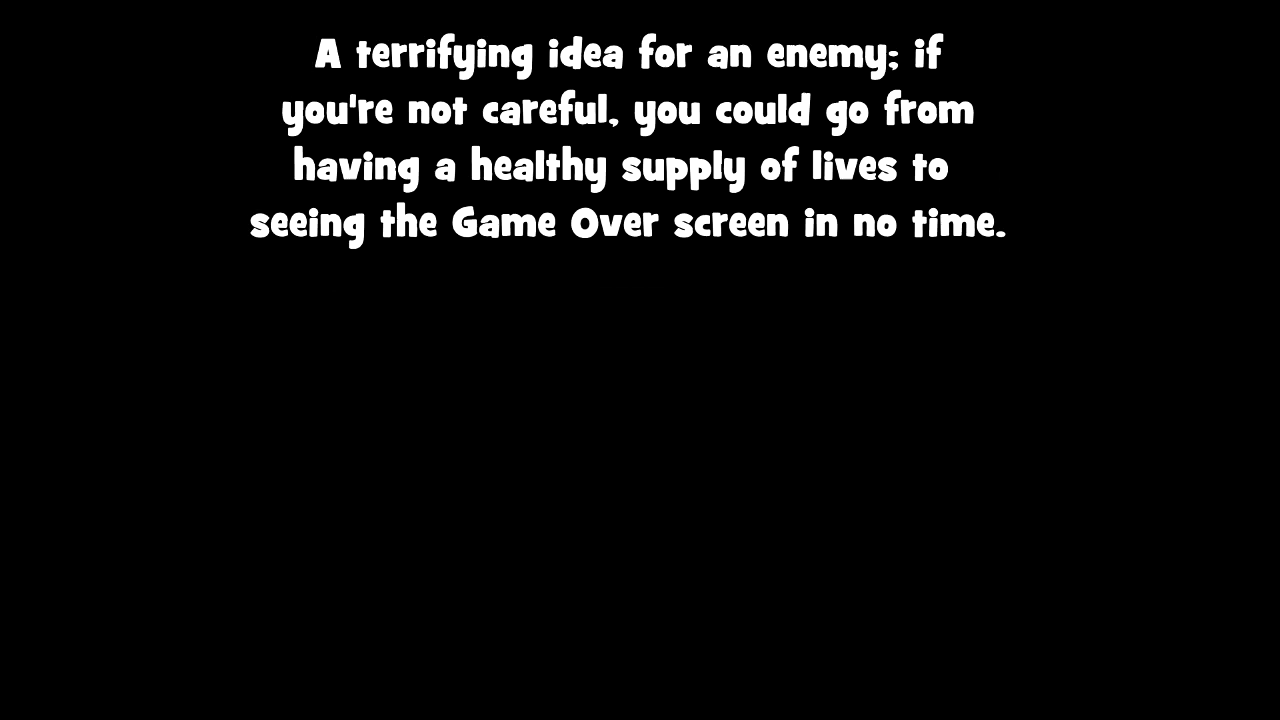 A terrifying idea for an enemy; if
you're not careful, you could go from
having a healthy supply of lives to
seeing the Game Over screen in no time.